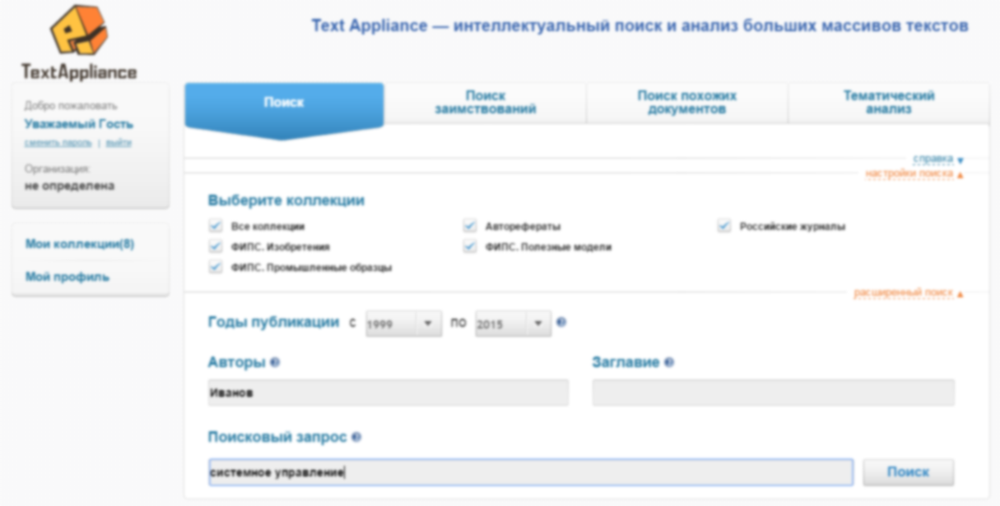 Text Appliance — интеллектуальный поиск и анализ больших массивов текстов
TextAppliance
Добро пожаловать
Уважаемый Гость
сменить пароль | выйти
Организация:
не определена
Мои коллекции(8)
Мой профиль
Поиск
Поиск
заимствований
Поиск похожих
документов
Тематический
анализ
справка
настройки поиска
Выберите коллекции
Все коллекции
Авторефераты
Российские журналы
ФИПС. Изобретения
ФИПС. Полезные модели
ФИПС. Промышленные образцы
расширенный поиск
Годы публикации с 1999 по 2015
Авторы
Заглавие
Иванов
Поисковый запрос
системное управление
Поиск